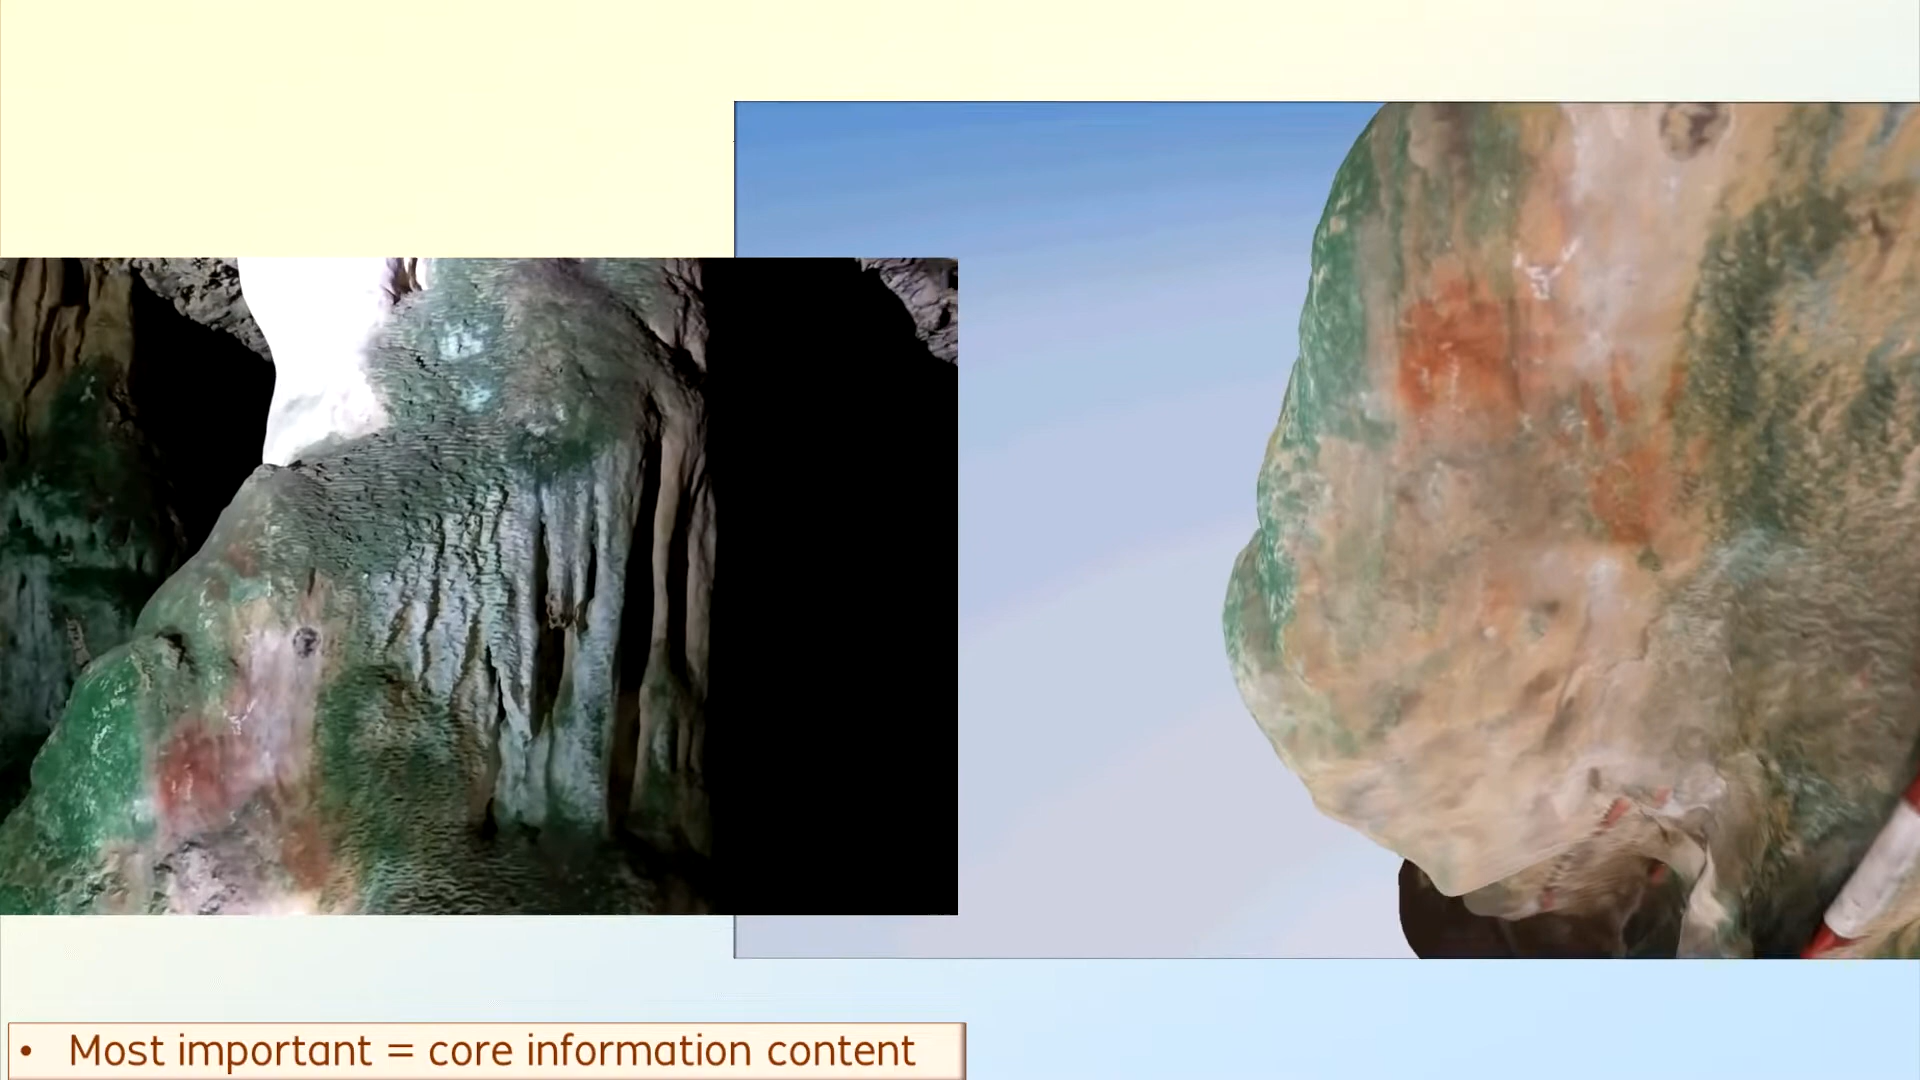 • Most important = core information content